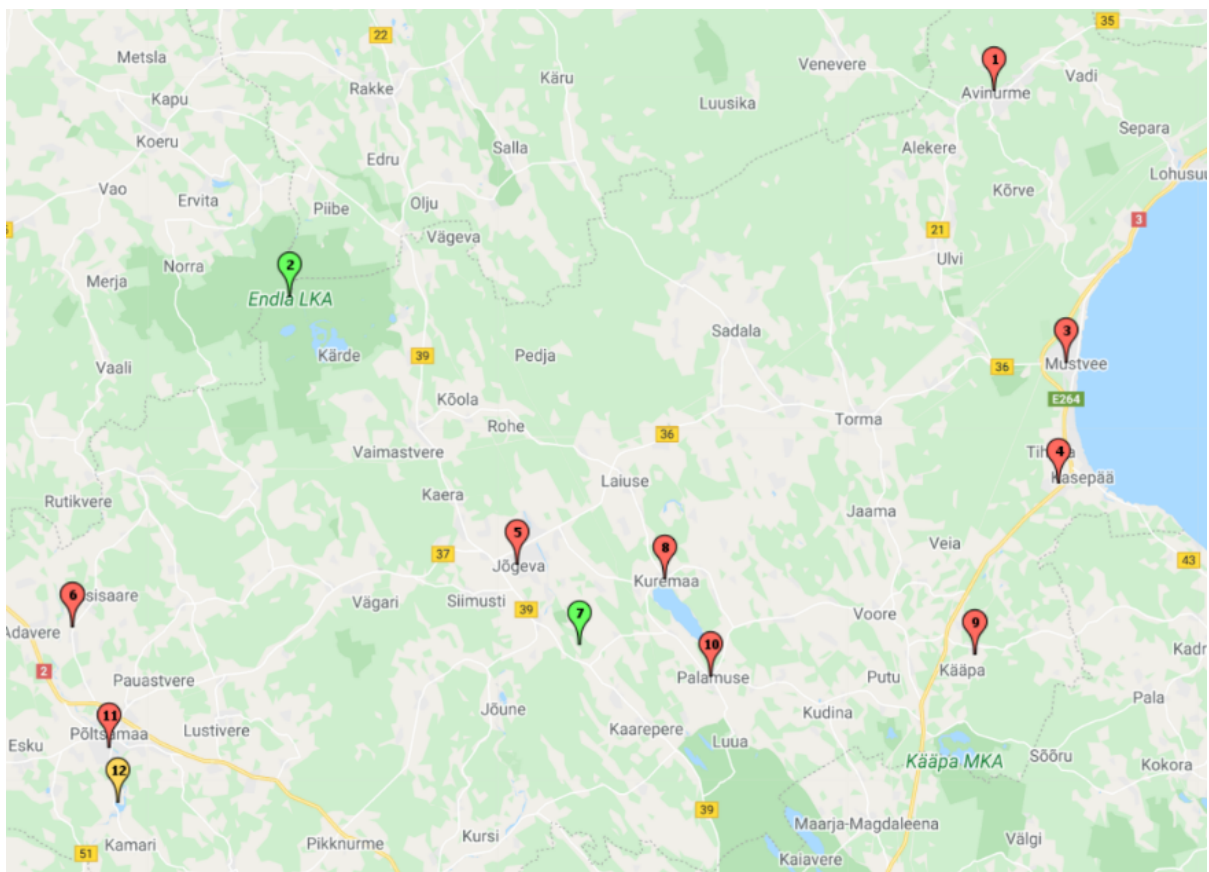 35
22
Metsla
1
Käru
Venevere
Vadi
Rakke
Avinurme
Kapu
Luusika
Separa
Koeru
Edru
Salla
Alekere
Lohusuu
Vao
Kõrve
Ervita
Piibe
Olju
3
21
Vägeva
Ulvi
2
Norra
Merja
Endla LKA
3
Sadala
39
Kärde
Pedja
Mustvee
36
Vaali
Kõola
E264
Torma
Rohe
36
Vaimastvere
4
Kasepää
Laiuse
Kaera
Rutikvere
Jaama
5
Veia
8
37
43
Jõgeva
Kuremaa
6
Vägari
Siimusti
39
7
Voore
9
Adavere
10
Kääpa
2
Palamuse
Putu
Pauastvere
Pala
11
Jõune
Kudina
Põltsamaa
Lustivere
Kaarepere
Luua
Esku
Sõõru
Kääpa MKA
12
Kokora
39
Maarja-Magdaleena
Kursi
Välgi
Kamari
Pikknurme
51
Kaiavere